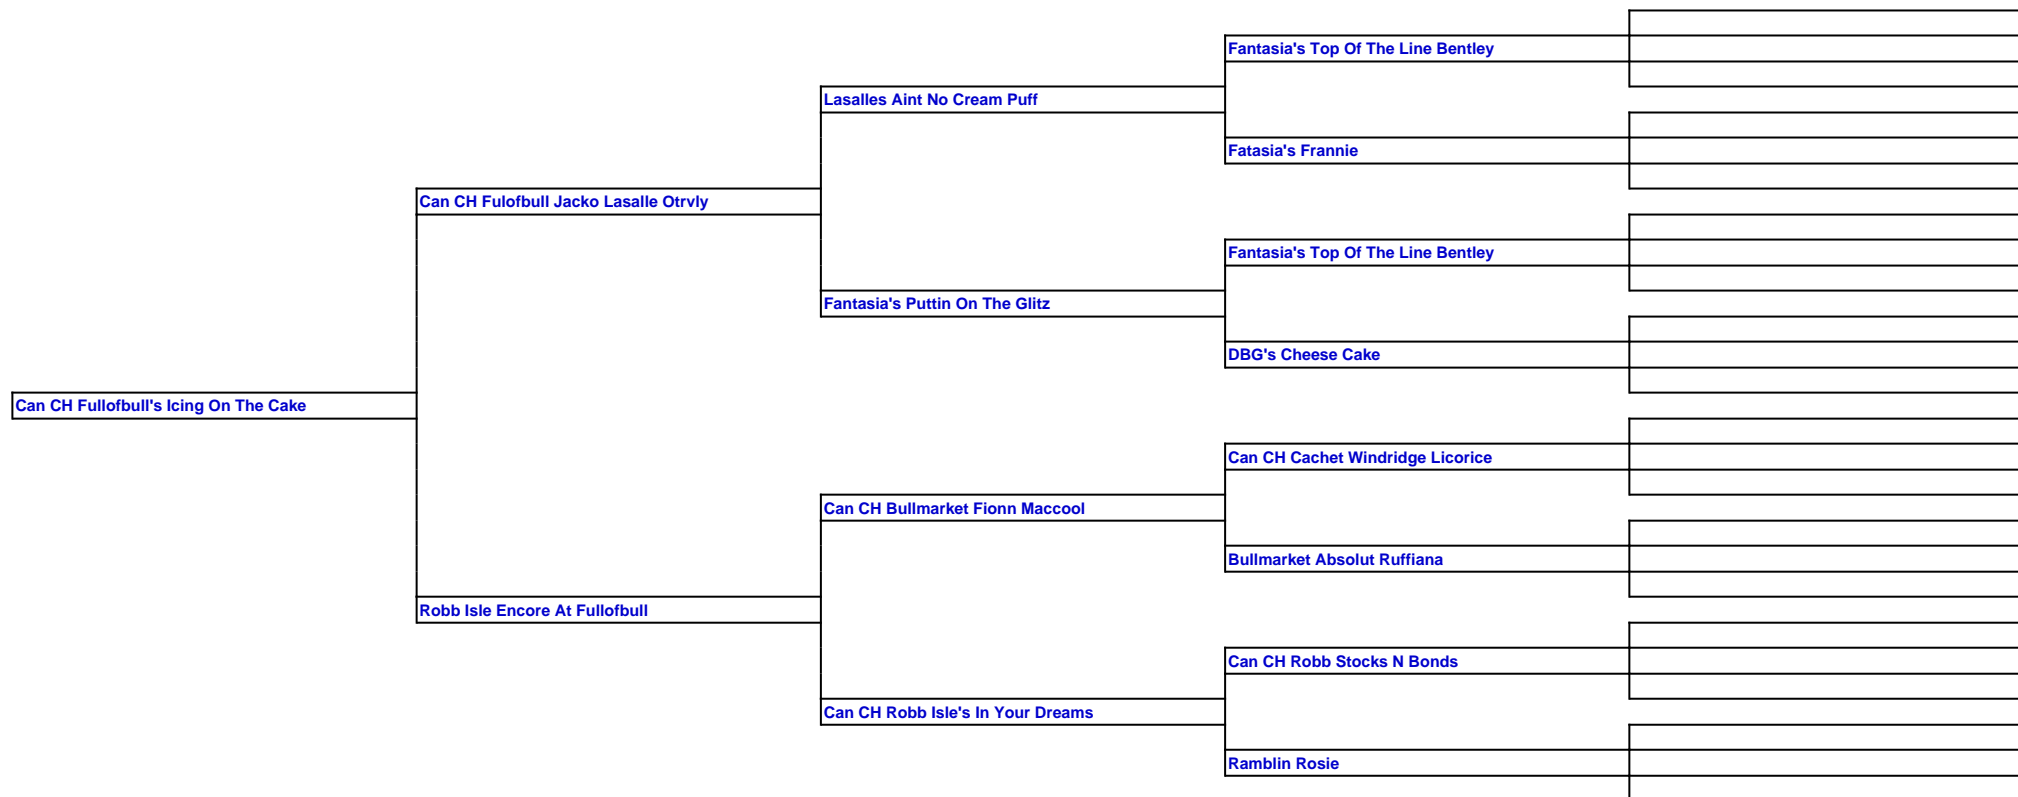 Fantasia's Top Of The Line Bentley
Lasalles Aint No Cream Puff
Fatasia's Frannie
Can CH Fulofbull Jacko Lasalle Otrvly
Fantasia's Top Of The Line Bentley
Fantasia's Puttin On The Glitz
DBG's Cheese Cake
Can CH Fullofbull's Icing On The Cake
Can CH Cachet Windridge Licorice
Can CH Bullmarket Fionn Maccool
Bullmarket Absolut Ruffiana
Robb Isle Encore At Fullofbull
Can CH Robb Stocks N Bonds
Can CH Robb Isle's In Your Dreams
Ramblin Rosie